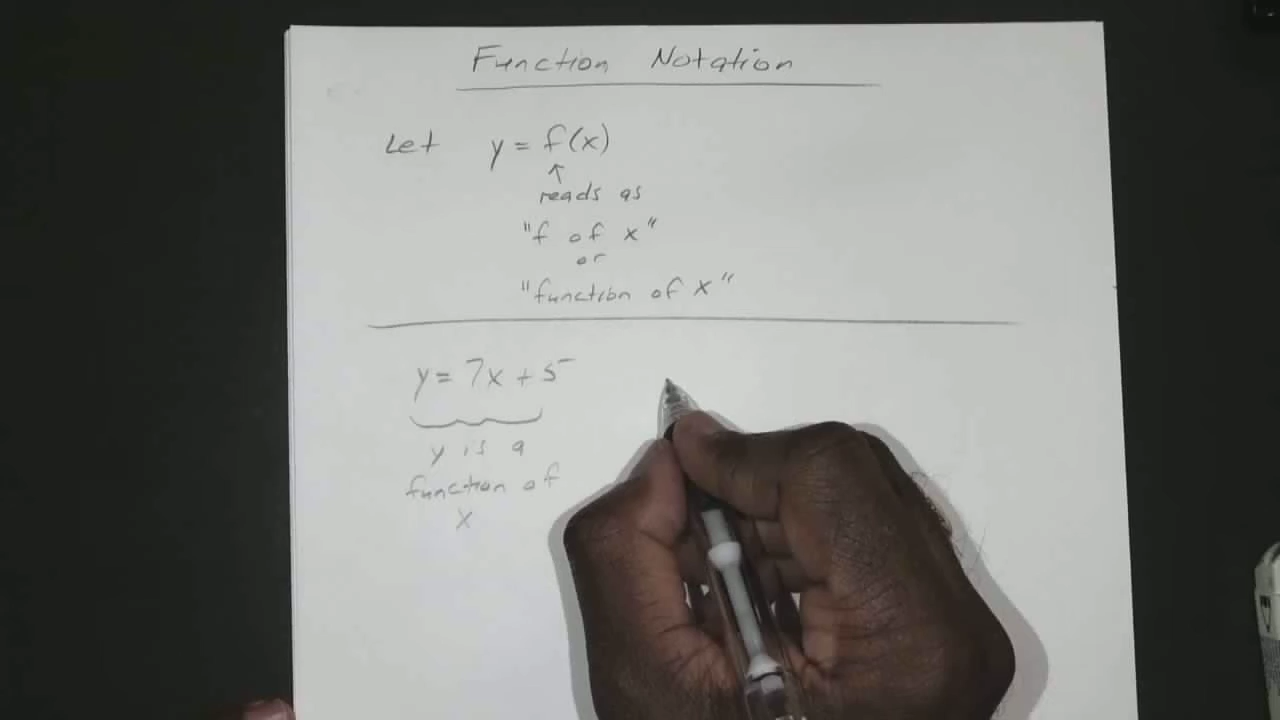 Function Notation
Let y = f(x)
↑
reads as
"f of x"
or
"function of x"
y = 7x + 5
y is a
function of
x